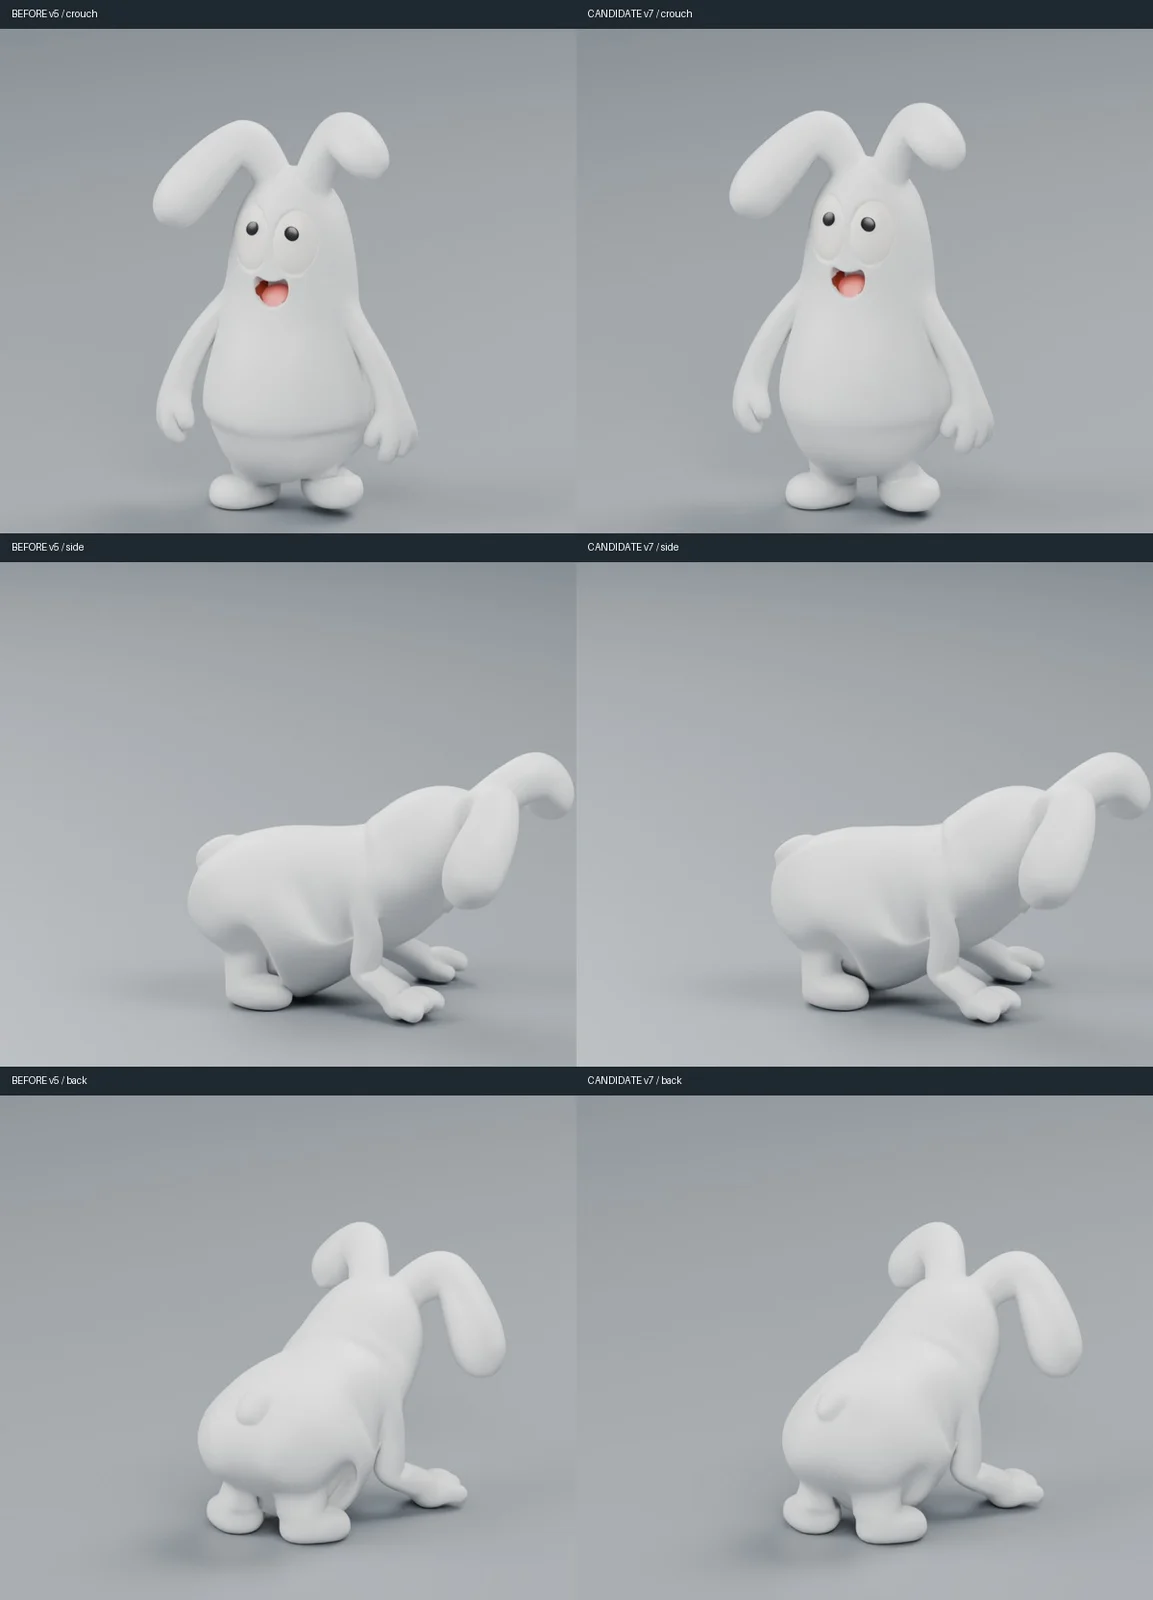 BEFORE v5 / crouch
CANDIDATE v7 / crouch
BEFORE v5 / side
CANDIDATE v7 / side
BEFORE v5 / back
CANDIDATE v7 / back